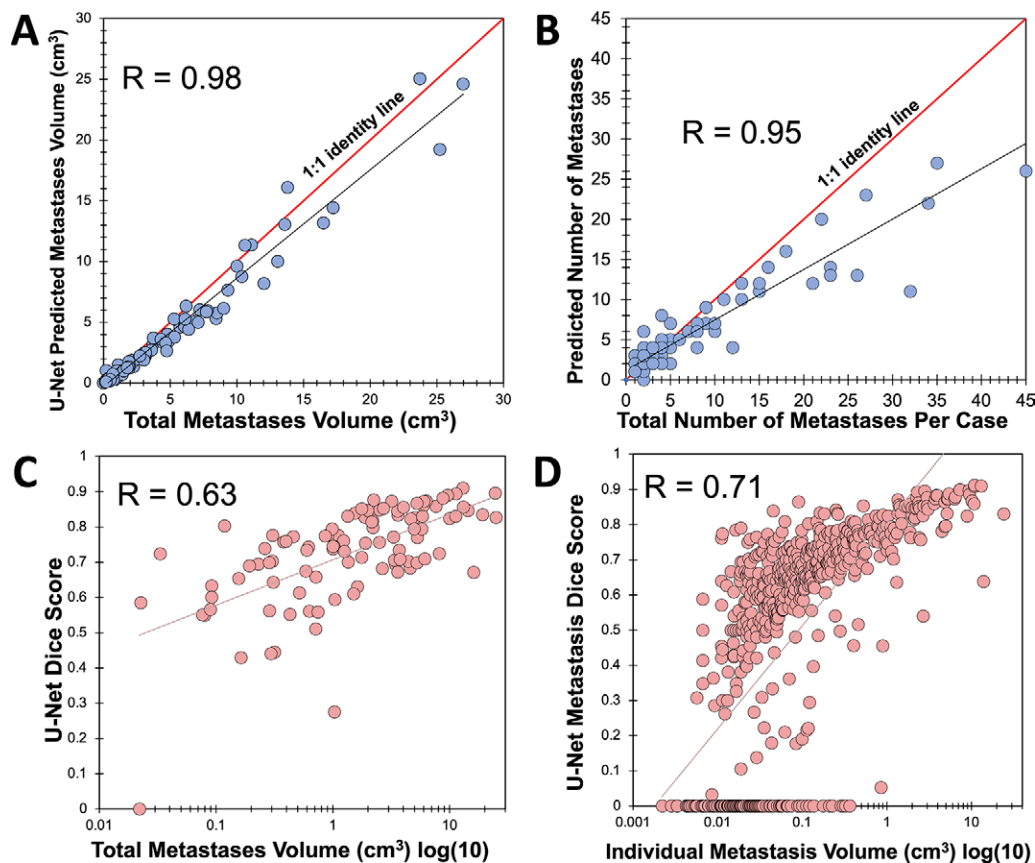 A
R = 0.98
1:1 identity line
U-Net Predicted Metastases Volume (cm³)
30
25
20
15
10
5
0
0 5 10 15 20 25 30
Total Metastases Volume (cm³)
B
R = 0.95
1:1 identity line
Predicted Number of Metastases
45
40
35
30
25
20
15
10
5
0
0 5 10 15 20 25 30 35 40 45
Total Number of Metastases Per Case
C
R = 0.63
U-Net Dice Score
1
0.9
0.8
0.7
0.6
0.5
0.4
0.3
0.2
0.1
0
0.01 0.1 1 10
Total Metastases Volume (cm³) log(10)
D
R = 0.71
U-Net Metastasis Dice Score
1
0.9
0.8
0.7
0.6
0.5
0.4
0.3
0.2
0.1
0
0.001 0.01 0.1 1 10
Individual Metastasis Volume (cm³) log(10)